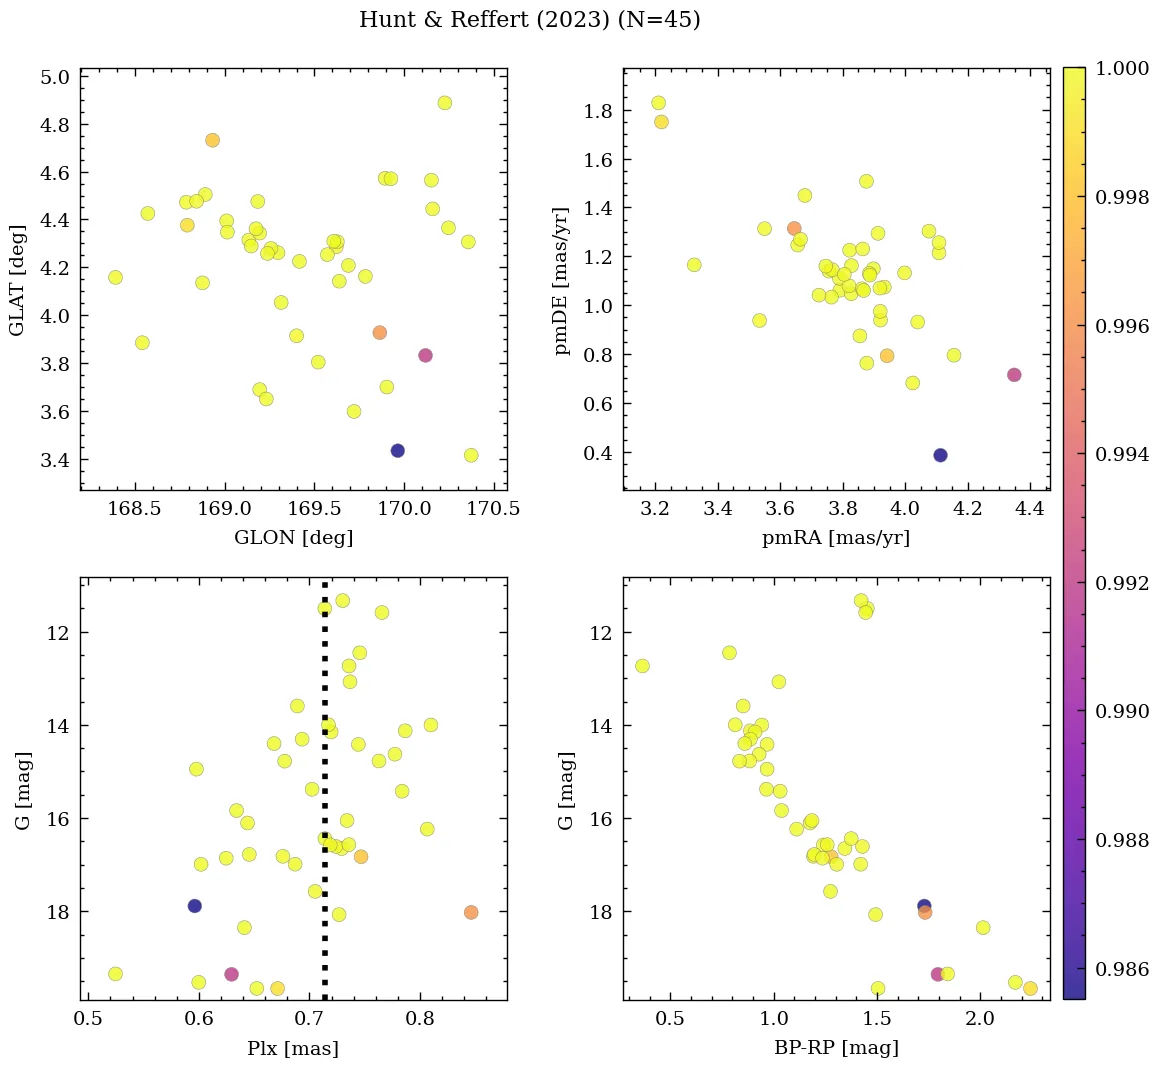 Hunt & Reffert (2023) (N=45)
5.0
4.8
4.6
4.4
4.2
4.0
3.8
3.6
3.4
GLAT [deg]
168.5 169.0 169.5 170.0 170.5
GLON [deg]
1.8
1.6
1.4
1.2
1.0
0.8
0.6
0.4
pmDE [mas/yr]
3.2 3.4 3.6 3.8 4.0 4.2 4.4
pmRA [mas/yr]
12
14
16
18
G [mag]
0.5 0.6 0.7 0.8
Plx [mas]
12
14
16
18
G [mag]
0.5 1.0 1.5 2.0
BP-RP [mag]
1.000
0.998
0.996
0.994
0.992
0.990
0.988
0.986